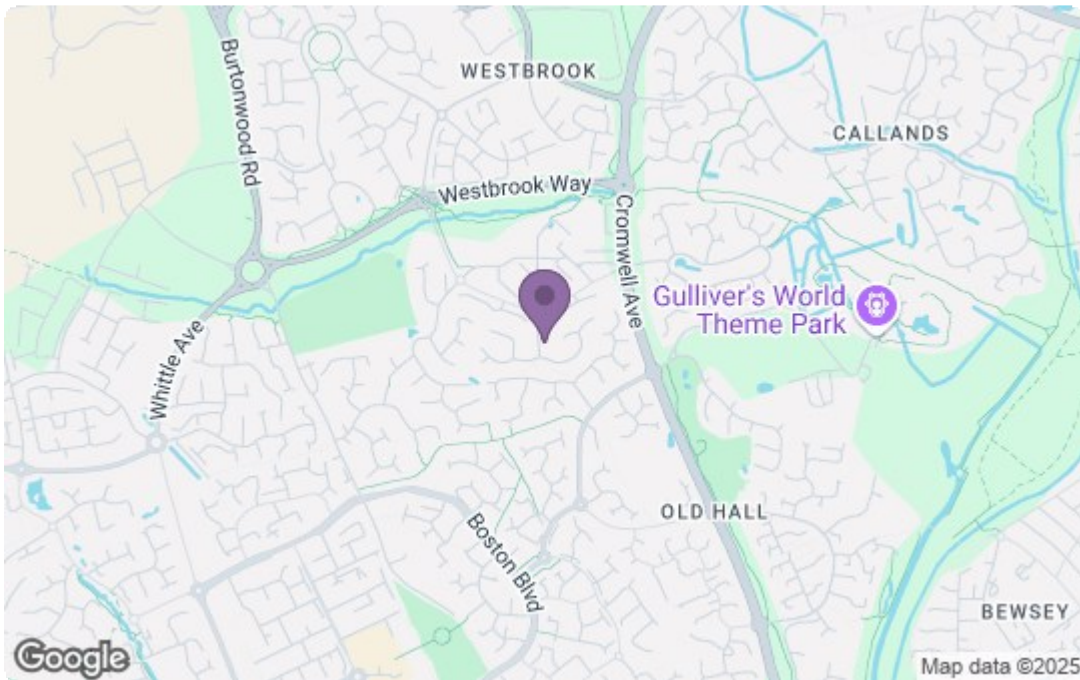 WESTBROOK
Burtonwood Rd
CALLANDS
Westbrook Way
Cromwell Ave
Gulliver's World
Theme Park
Whittle Ave
OLD HALL
Boston Blvd
BEWSEY
Google
Map data ©2025